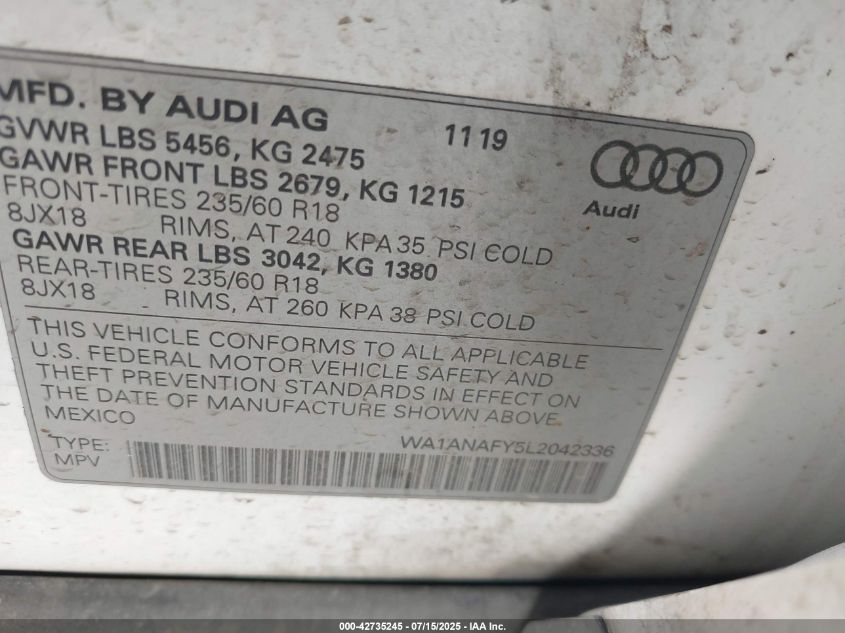 MFD. BY AUDI AG 11 19
GVWR LBS 5456, KG 2475
GAWR FRONT LBS 2679, KG 1215
FRONT-TIRES 235/60 R18
8JX18 RIMS, AT 240 KPA 35 PSI COLD
GAWR REAR LBS 3042, KG 1380
REAR-TIRES 235/60 R18
8JX18 RIMS, AT 260 KPA 38 PSI COLD
Audi
THIS VEHICLE CONFORMS TO ALL APPLICABLE
U.S. FEDERAL MOTOR VEHICLE SAFETY AND
THEFT PREVENTION STANDARDS IN EFFECT ON
THE DATE OF MANUFACTURE SHOWN ABOVE.
MEXICO
WA1ANAFY5L2042336
TYPE:
MPV
000-42735245 - 07/15/2025 - IAA Inc.